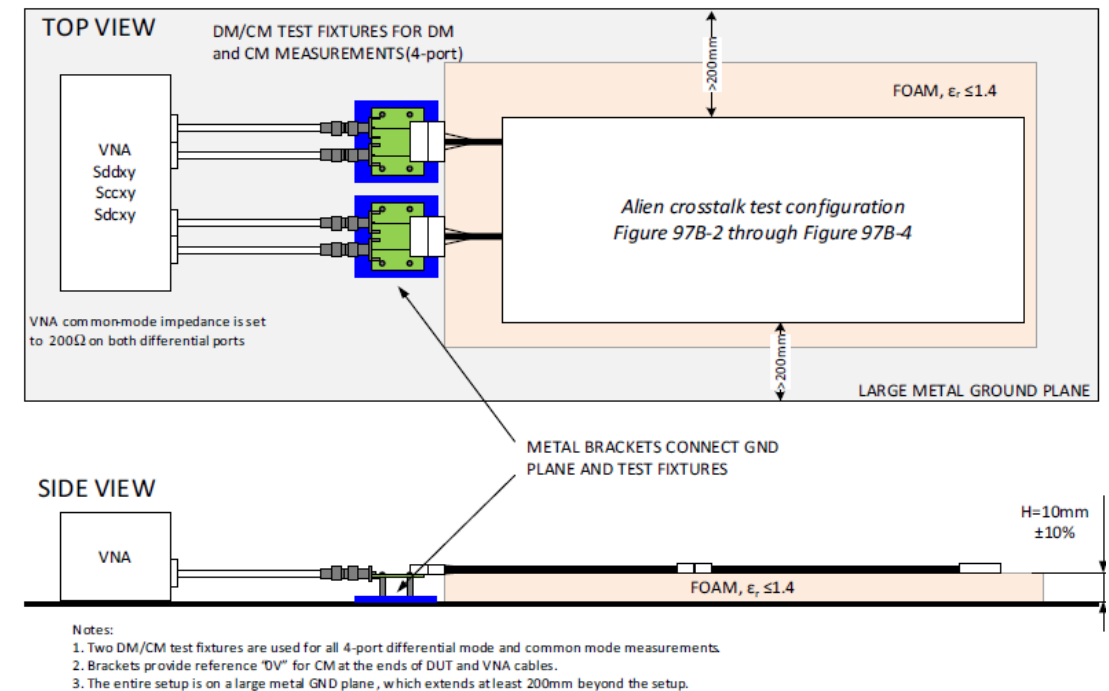 TOP VIEW
DM/CM TEST FIXTURES FOR DM
and CM MEASUREMENTS(4-port)
>200mm
FOAM, εᵣ ≤1.4
VNA
Sddxy
Sccxy
Sdcxy
Alien crosstalk test configuration
Figure 97B-2 through Figure 97B-4
VNA common-mode impedance is set
to 200Ω on both differential ports
>200mm
LARGE METAL GROUND PLANE
METAL BRACKETS CONNECT GND
PLANE AND TEST FIXTURES
SIDE VIEW
H=10mm
±10%
VNA
FOAM, εᵣ ≤1.4
Notes:
1. Two DM/CM test fixtures are used for all 4-port differential mode and common mode measurements.
2. Brackets provide reference "0V" for CM at the ends of DUT and VNA cables.
3. The entire setup is on a large metal GND plane, which extends at least 200mm beyond the setup.